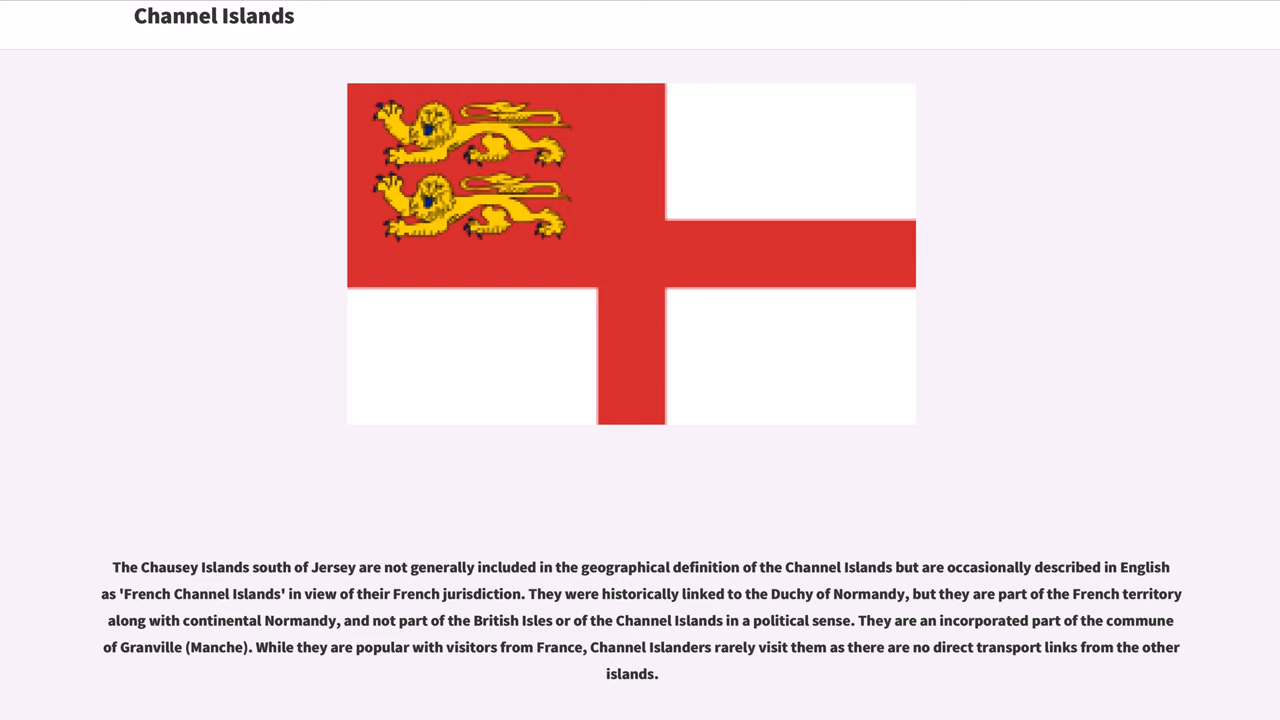 Channel Islands
The Chausey Islands south of Jersey are not generally included in the geographical definition of the Channel Islands but are occasionally described in English
as 'French Channel Islands' in view of their French jurisdiction. They were historically linked to the Duchy of Normandy, but they are part of the French territory
along with continental Normandy, and not part of the British Isles or of the Channel Islands in a political sense. They are an incorporated part of the commune
of Granville (Manche). While they are popular with visitors from France, Channel Islanders rarely visit them as there are no direct transport links from the other
islands.